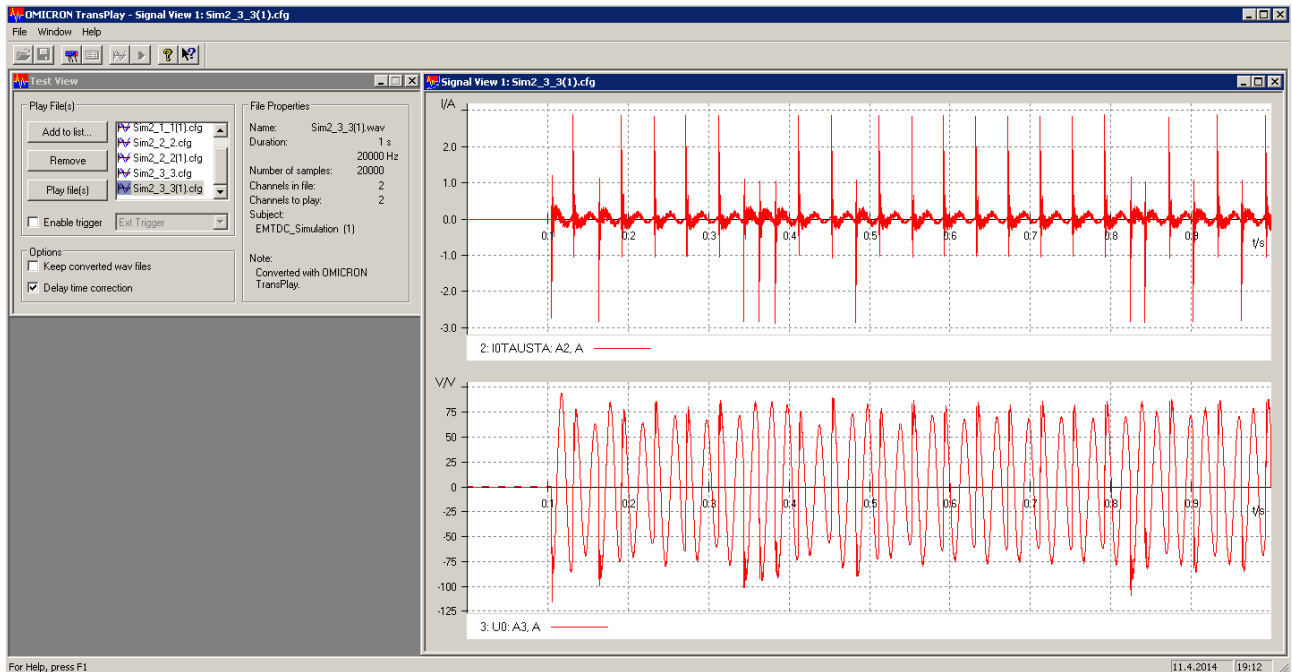 OMICRON TransPlay - Signal View 1: Sim2_3_3(1).cfg
File Window Help
Test View
Play File(s)
Add to list...
Remove
Play file(s)
Sim2_1_1(1).cfg
Sim2_2_2.cfg
Sim2_2_2(1).cfg
Sim2_3_3.cfg
Sim2_3_3(1).cfg
Enable trigger
Ext Trigger
Options
Keep converted wav files
Delay time correction
File Properties
Name: Sim2_3_3(1).wav
Duration: 1 s
20000 Hz
Number of samples: 20000
Channels in file: 2
Channels to play: 2
Subject:
EMTDC_Simulation (1)
Note:
Converted with OMICRON
TransPlay.
Signal View 1: Sim2_3_3(1).cfg
I/A
2.0
1.0
0.0
-1.0
-2.0
-3.0
0.1 0.2 0.3 0.4 0.5 0.6 0.7 0.8 0.9
t/s
2: I0TAUSTA: A2, A
V/V
75
50
25
0
-25
-50
-75
-100
-125
0.1 0.2 0.3 0.4 0.5 0.6 0.7 0.8 0.9
t/s
3: U0: A3, A
For Help, press F1
11.4.2014 19:12